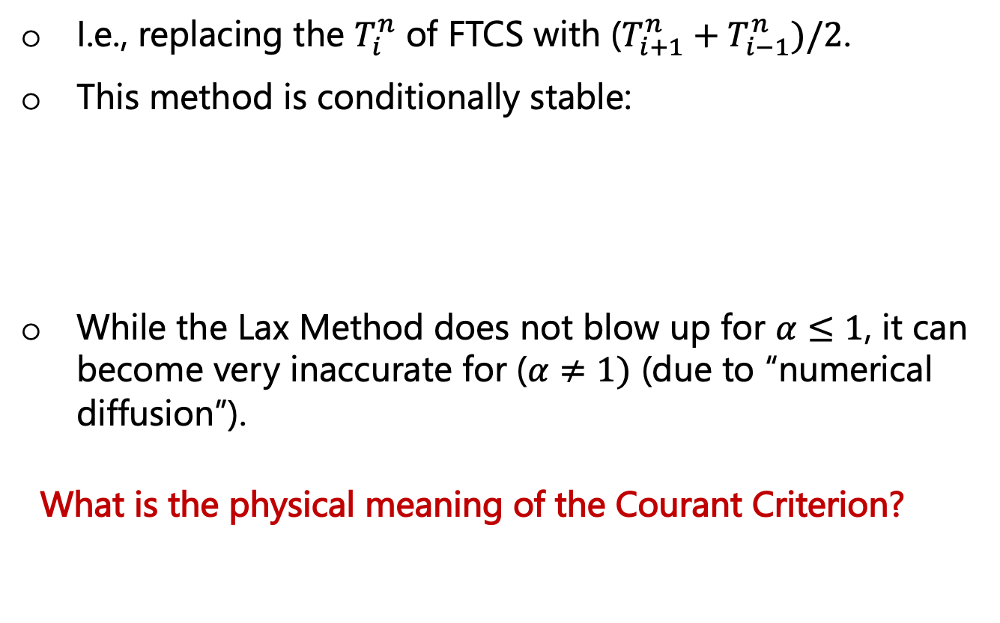 ○ I.e., replacing the $T_i^n$ of FTCS with $(T_{i+1}^n + T_{i-1}^n)/2$.
○ This method is conditionally stable:
○ While the Lax Method does not blow up for $\alpha \leq 1$, it can
become very inaccurate for $(\alpha \neq 1)$ (due to “numerical
diffusion”).
What is the physical meaning of the Courant Criterion?